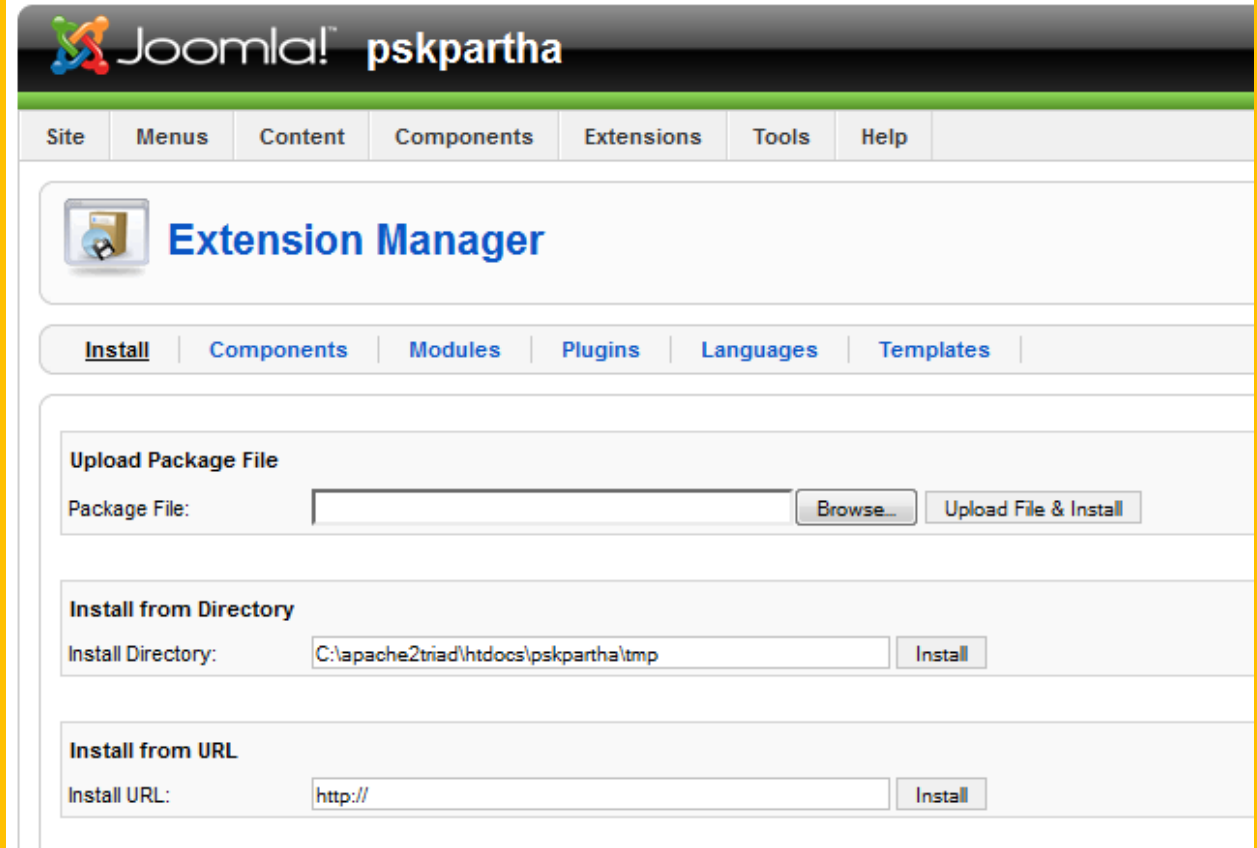 Joomla!™ pskpartha
Site Menus Content Components Extensions Tools Help
Extension Manager
Install Components Modules Plugins Languages Templates
Upload Package File
Package File: Browse... Upload File & Install
Install from Directory
Install Directory: C:\apache2triad\htdocs\pskpartha\tmp Install
Install from URL
Install URL: http:// Install